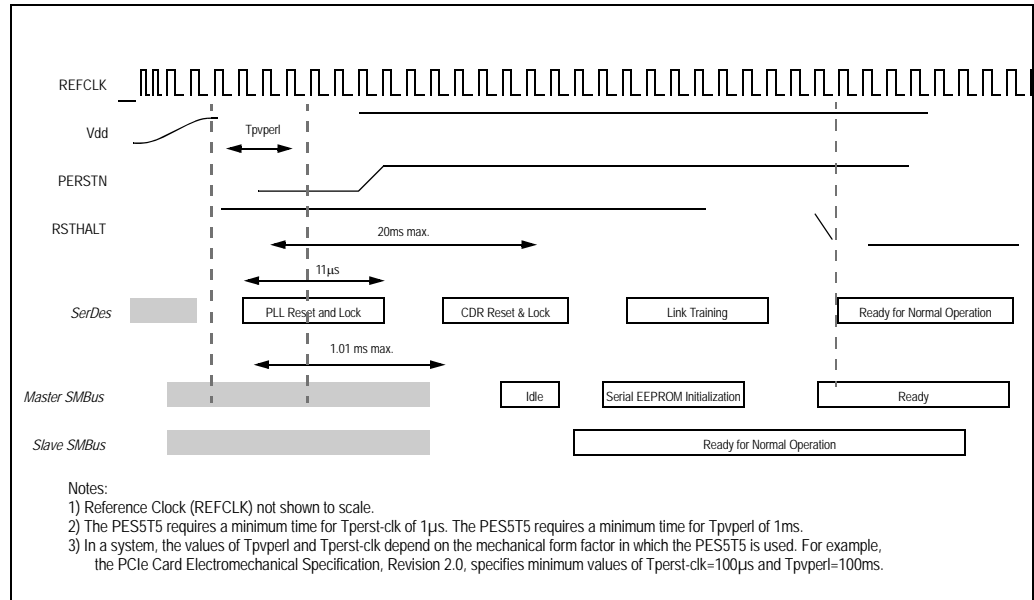 REFCLK
Vdd
Tpvperl
PERSTN
RSTHALT
20ms max.
11µs
SerDes
PLL Reset and Lock
CDR Reset & Lock
Link Training
Ready for Normal Operation
1.01 ms max.
Master SMBus
Idle
Serial EEPROM Initialization
Ready
Slave SMBus
Ready for Normal Operation
Notes:
1) Reference Clock (REFCLK) not shown to scale.
2) The PES5T5 requires a minimum time for Tperst-clk of 1µs. The PES5T5 requires a minimum time for Tpvperl of 1ms.
3) In a system, the values of Tpvperl and Tperst-clk depend on the mechanical form factor in which the PES5T5 is used. For example,
the PCIe Card Electromechanical Specification, Revision 2.0, specifies minimum values of Tperst-clk=100µs and Tpvperl=100ms.